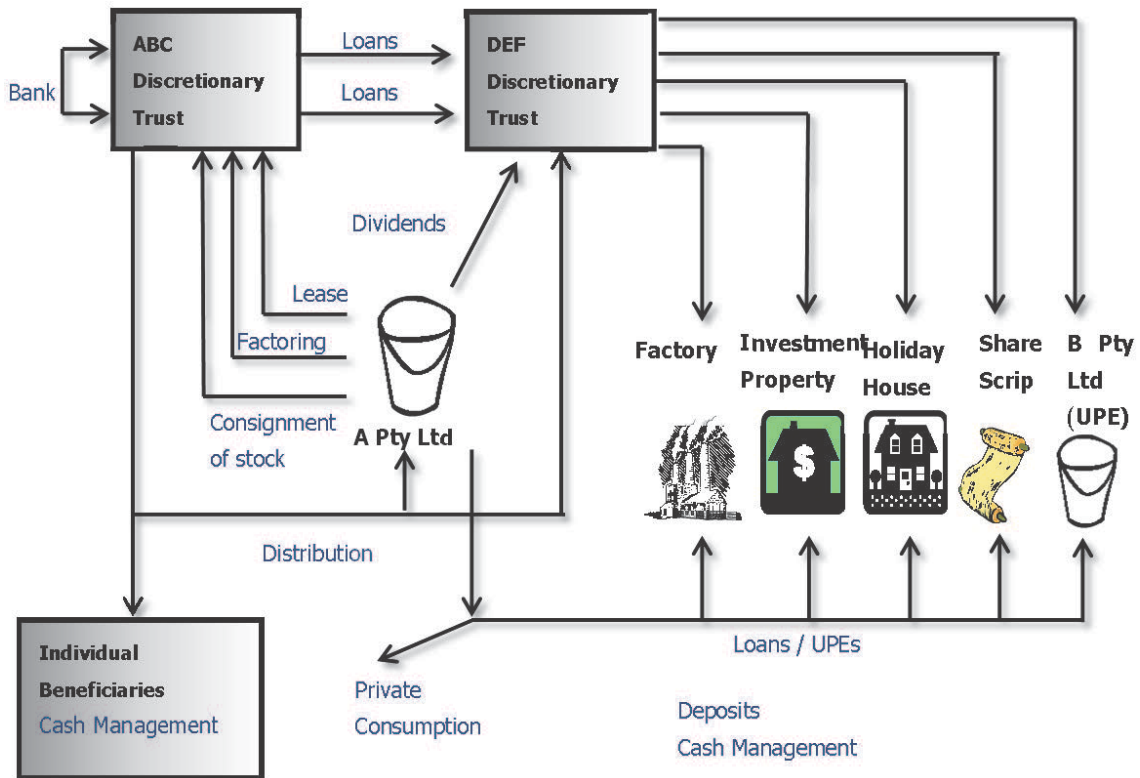 ABC
Discretionary
Trust
Loans
Loans
DEF
Discretionary
Trust
Bank
Dividends
Lease
Factoring
Consignment
of stock
A Pty Ltd
Factory
Investment
Property
Holiday
House
Share
Scrip
B Pty
Ltd
(UPE)
$
Distribution
Individual
Beneficiaries
Cash Management
Private
Consumption
Loans / UPEs
Deposits
Cash Management